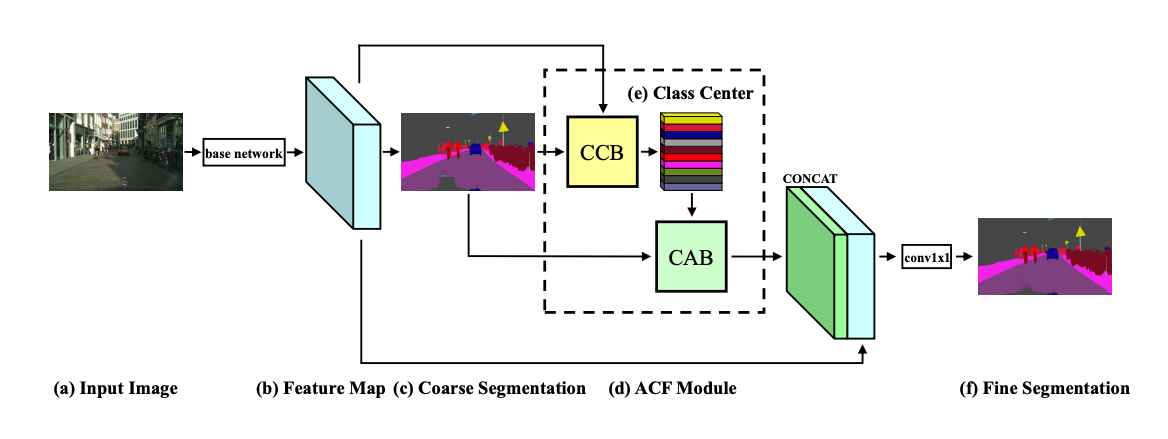 (e) Class Center
base network
CCB
CONCAT
CAB
conv1x1
(a) Input Image
(b) Feature Map
(c) Coarse Segmentation
(d) ACF Module
(f) Fine Segmentation